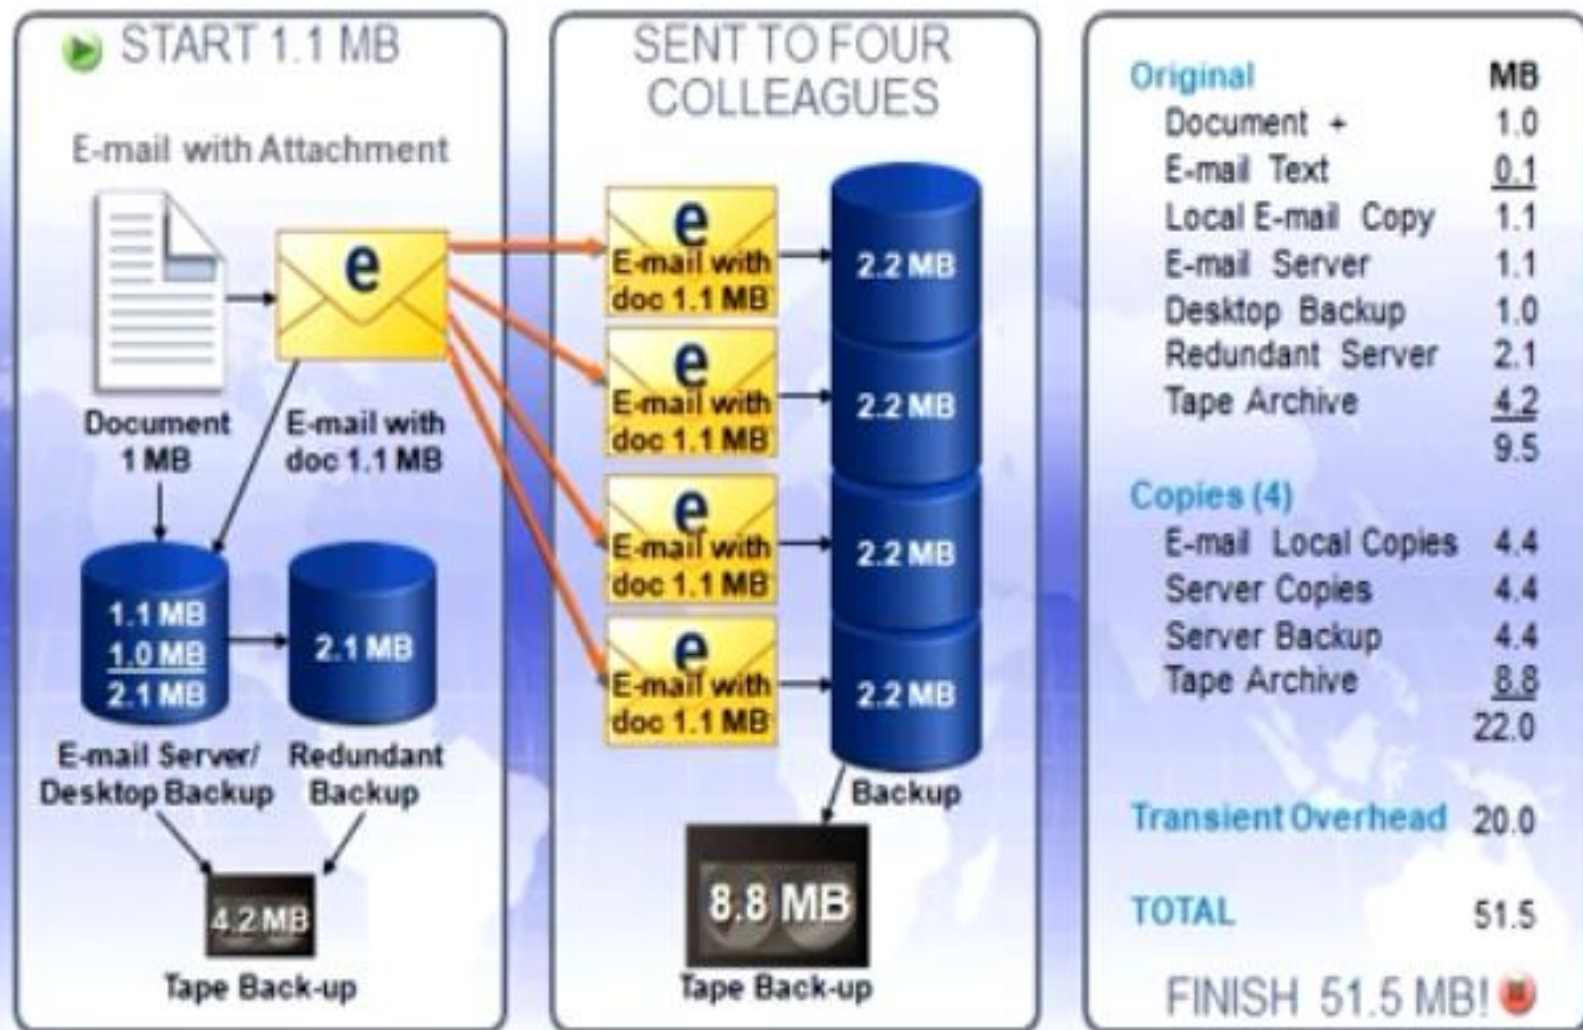 START 1.1 MB
E-mail with Attachment
e
Document
1 MB
E-mail with
doc 1.1 MB
1.1 MB
1.0 MB
2.1 MB
2.1 MB
E-mail Server/
Desktop Backup
Redundant
Backup
4.2 MB
Tape Back-up
SENT TO FOUR
COLLEAGUES
e
E-mail with
doc 1.1 MB
2.2 MB
e
E-mail with
doc 1.1 MB
2.2 MB
e
E-mail with
doc 1.1 MB
2.2 MB
e
E-mail with
doc 1.1 MB
2.2 MB
Backup
8.8 MB
Tape Back-up
Original MB
Document + 1.0
E-mail Text 0.1
Local E-mail Copy 1.1
E-mail Server 1.1
Desktop Backup 1.0
Redundant Server 2.1
Tape Archive 4.2
9.5
Copies (4)
E-mail Local Copies 4.4
Server Copies 4.4
Server Backup 4.4
Tape Archive 8.8
22.0
Transient Overhead 20.0
TOTAL 51.5
FINISH 51.5 MB!